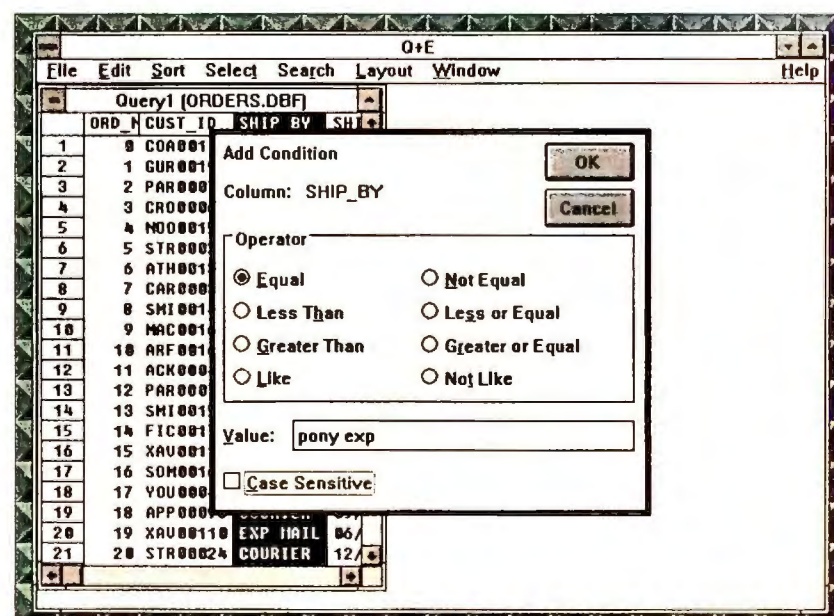 Q+E
File Edit Sort Select Search Layout Window Help
Query1 (ORDERS.DBF)
ORD_N CUST_ID SHIP_BY SHI
1 0 COA001
2 1 GUR001
3 2 PAR000
4 3 CRO000
5 4 MOO001
6 5 STR000
7 6 ATH001
8 7 CAR000
9 8 SMI001
10 9 MAC001
11 10 ARF001
12 11 ACK000
13 12 PAR000
14 13 SMI001
15 14 FIC001
16 15 XAV001
17 16 SOM001
18 17 YOU000
19 18 APP000 COURIER
20 19 XAV00110 EXP MAIL 06/
21 20 STR00024 COURIER 12/
Add Condition
OK
Column: SHIP_BY
Cancel
Operator
Equal Not Equal
Less Than Less or Equal
Greater Than Greater or Equal
Like Not Like
Value: pony exp
Case Sensitive